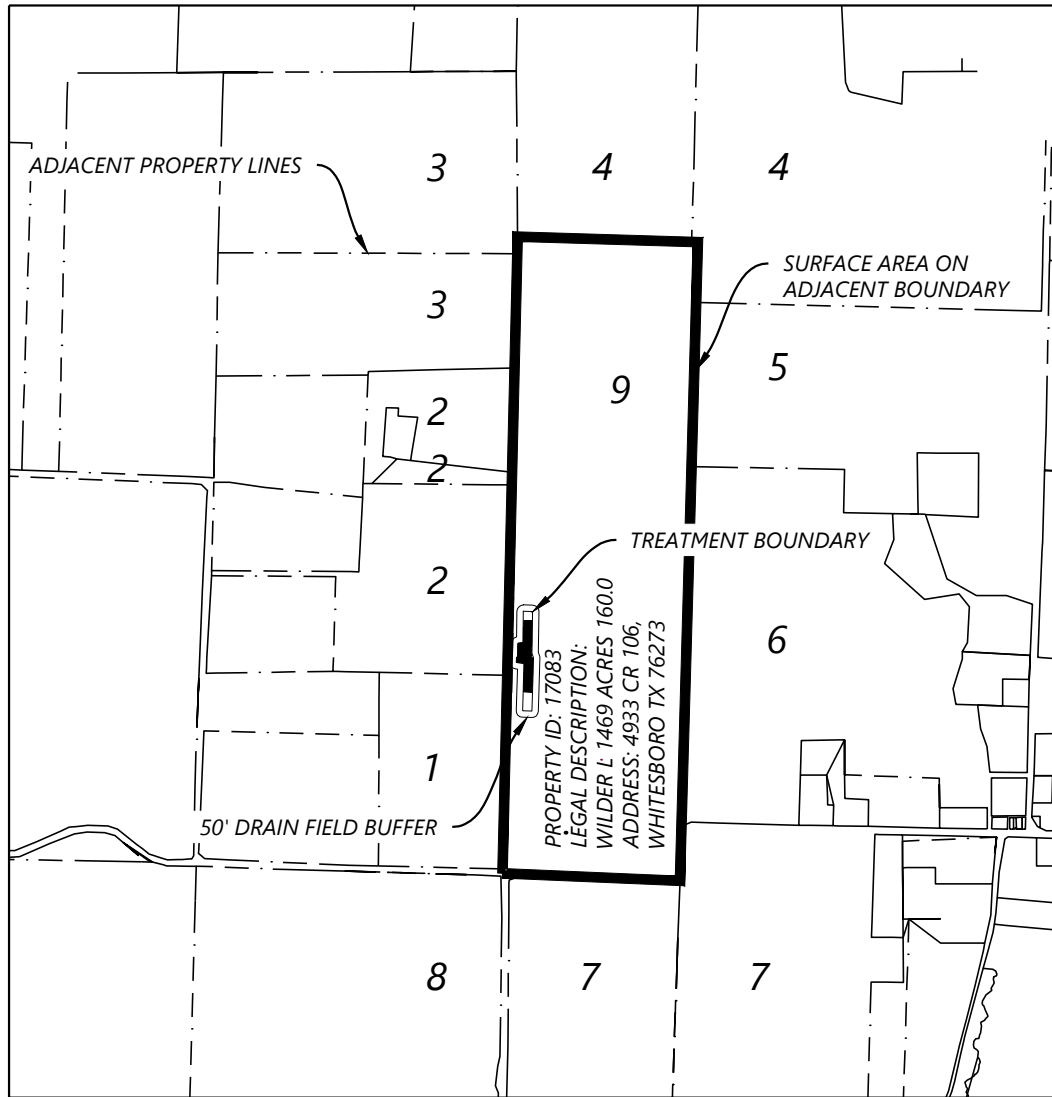 3
4
4
ADJACENT PROPERTY LINES
SURFACE AREA ON
ADJACENT BOUNDARY
3
5
9
2
2
TREATMENT BOUNDARY
2
6
PROPERTY ID: 17083
LEGAL DESCRIPTION:
WILDER L 1469 ACRES 160.0
ADDRESS: 4933 CR 106,
WHITESBORO TX 76273
1
50' DRAIN FIELD BUFFER
8
7
7